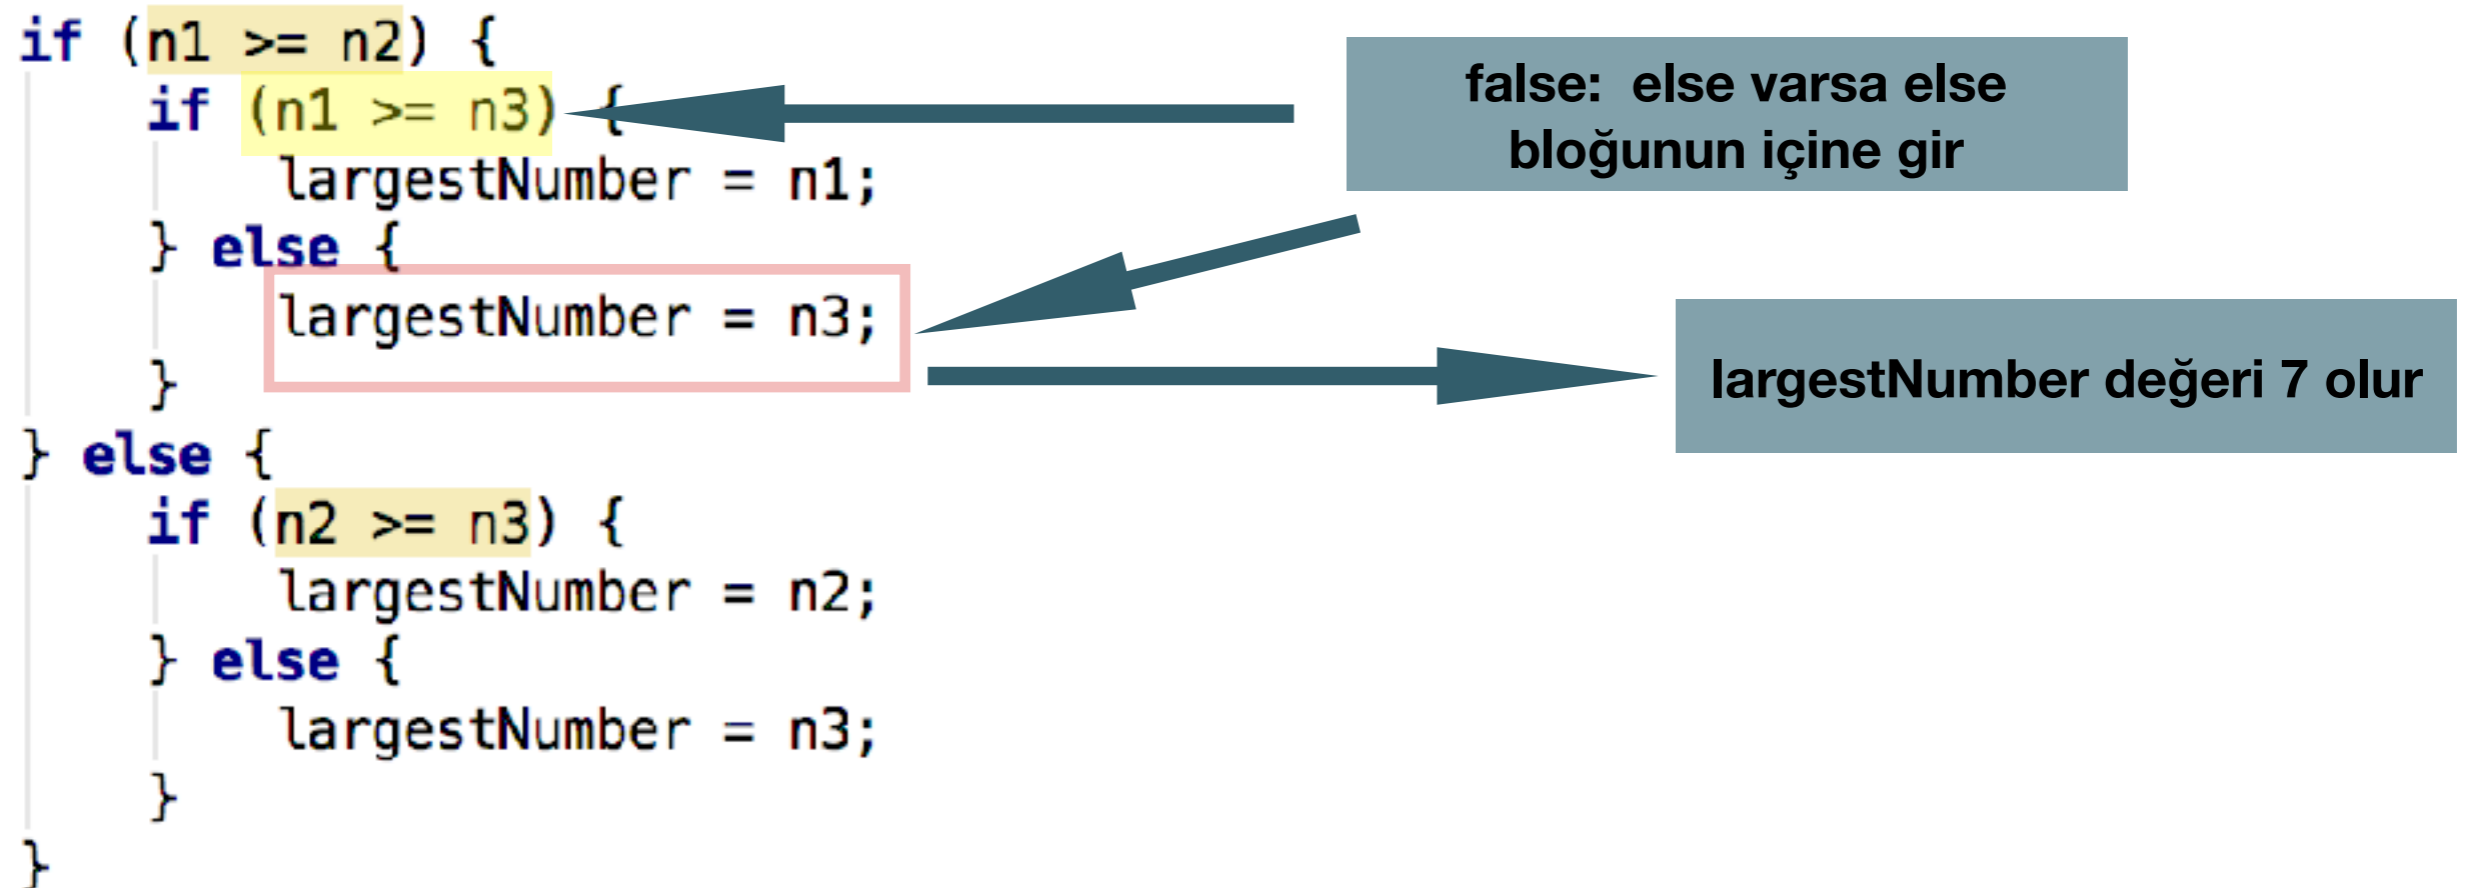 if (n1 >= n2) {
if (n1 >= n3) {
largestNumber = n1;
} else {
largestNumber = n3;
}
} else {
if (n2 >= n3) {
largestNumber = n2;
} else {
largestNumber = n3;
}
}
false: else varsa else
bloğunun içine gir
largestNumber değeri 7 olur